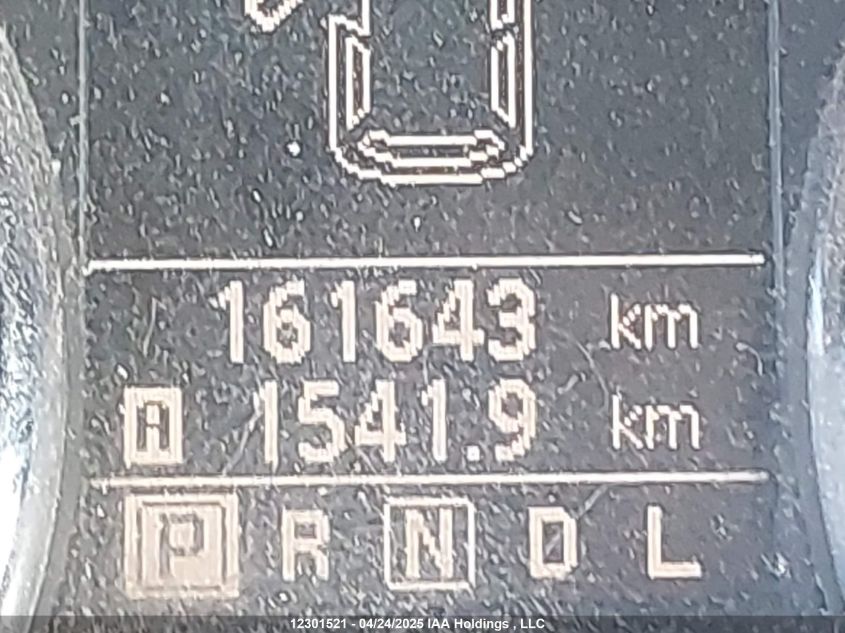 161643 km
A 1541.9 km
P R N D L
12301521 - 04/24/2025 IAA Holdings , LLC